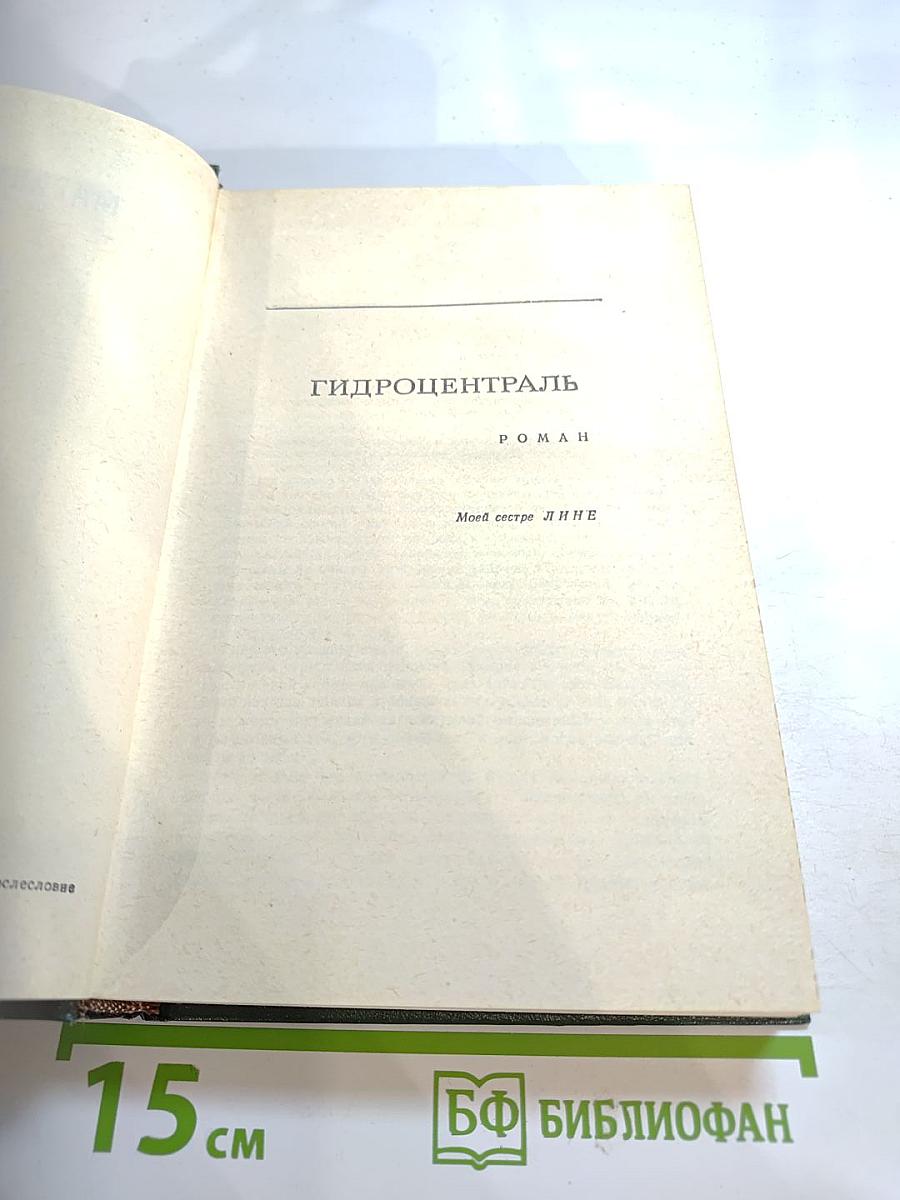 ГИДРОЦЕНТРАЛЬ
РОМАН
Моей сестре ЛИНЕ
ослесловие
15 см
БФ БИБЛИОФАН